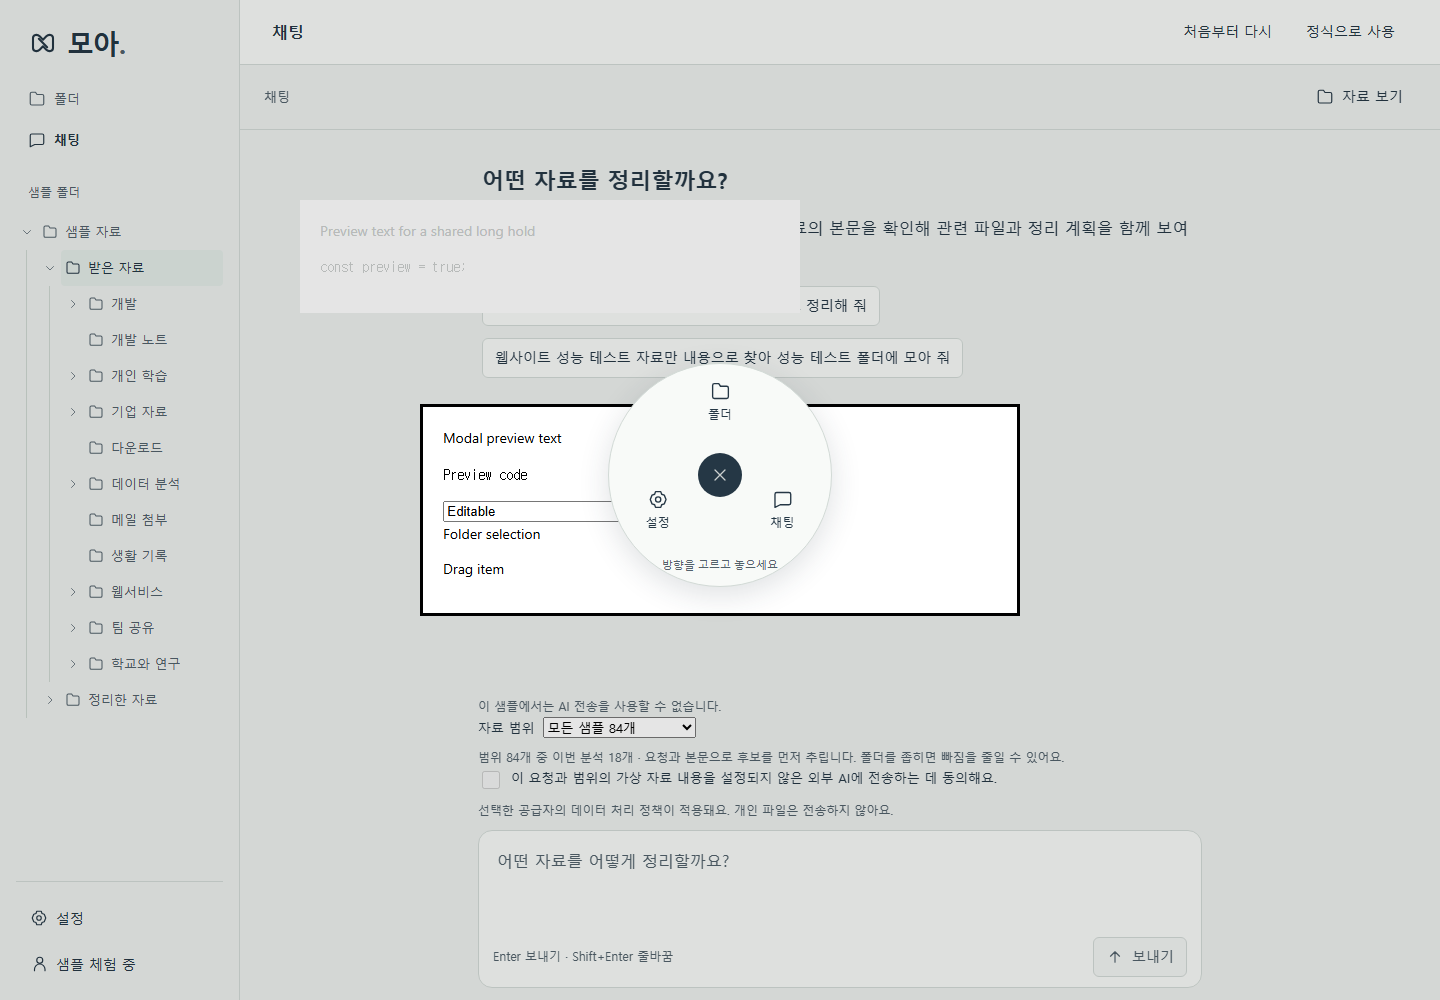 모아.
폴더
채팅
샘플 폴더
샘플 자료
받은 자료
개발
개발 노트
개인 학습
기업 자료
다운로드
데이터 분석
메일 첨부
생활 기록
웹서비스
팀 공유
학교와 연구
정리한 자료
설정
샘플 체험 중
채팅
처음부터 다시
정식으로 사용
채팅
자료 보기
어떤 자료를 정리할까요?
Preview text for a shared long hold
const preview = true;
의 본문을 확인해 관련 파일과 정리 계획을 함께 보여
정리해 줘
웹사이트 성능 테스트 자료만 내용으로 찾아 성능 테스트 폴더에 모아 줘
Modal preview text
Preview code
Editable
Folder selection
Drag item
폴더
설정
채팅
방향을 고르고 놓으세요
이 샘플에서는 AI 전송을 사용할 수 없습니다.
자료 범위 모든 샘플 84개
범위 84개 중 이번 분석 18개 · 요청과 본문으로 후보를 먼저 추립니다. 폴더를 좁히면 빠짐을 줄일 수 있어요.
이 요청과 범위의 가상 자료 내용을 설정되지 않은 외부 AI에 전송하는 데 동의해요.
선택한 공급자의 데이터 처리 정책이 적용돼요. 개인 파일은 전송하지 않아요.
어떤 자료를 어떻게 정리할까요?
Enter 보내기 · Shift+Enter 줄바꿈
보내기